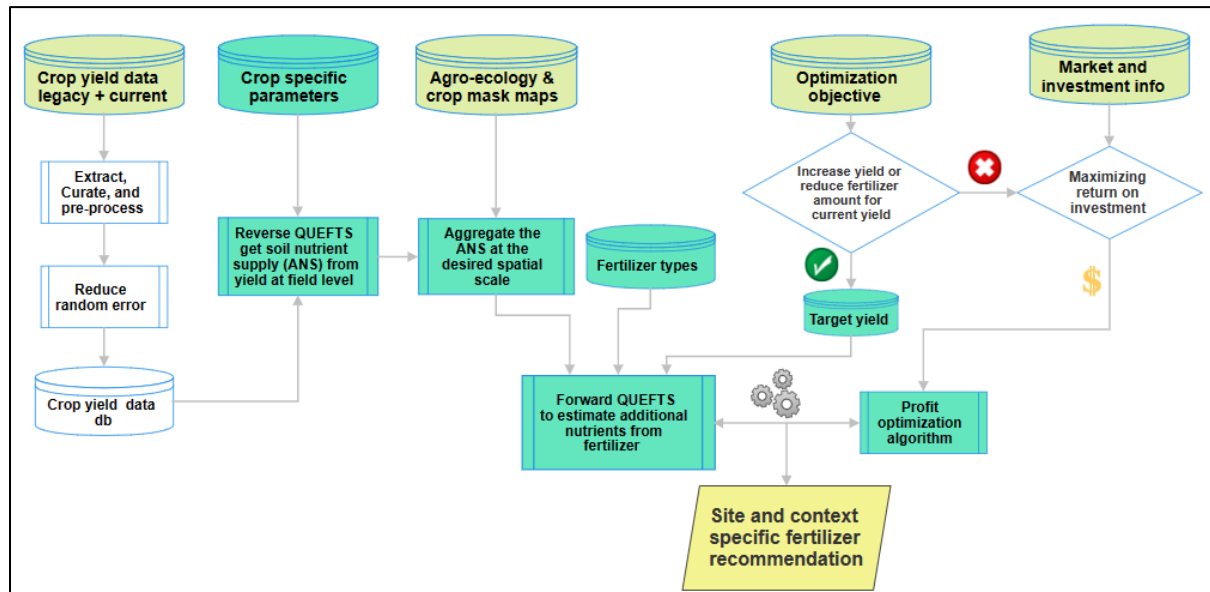 Crop yield data
legacy + current
Crop specific
parameters
Agro-ecology &
crop mask maps
Optimization
objective
Market and
investment info
Extract,
Curate, and
pre-process
Increase yield or
reduce fertilizer
amount for
current yield
Maximizing
return on
investment
Reverse QUEFTS
get soil nutrient
supply (ANS) from
yield at field level
Aggregate the
ANS at the
desired spatial
scale
Fertilizer types
Reduce
random error
$
Target yield
Crop yield data
db
Forward QUEFTS
to estimate additional
nutrients from
fertilizer
Profit
optimization
algorithm
Site and context
specific fertilizer
recommendation